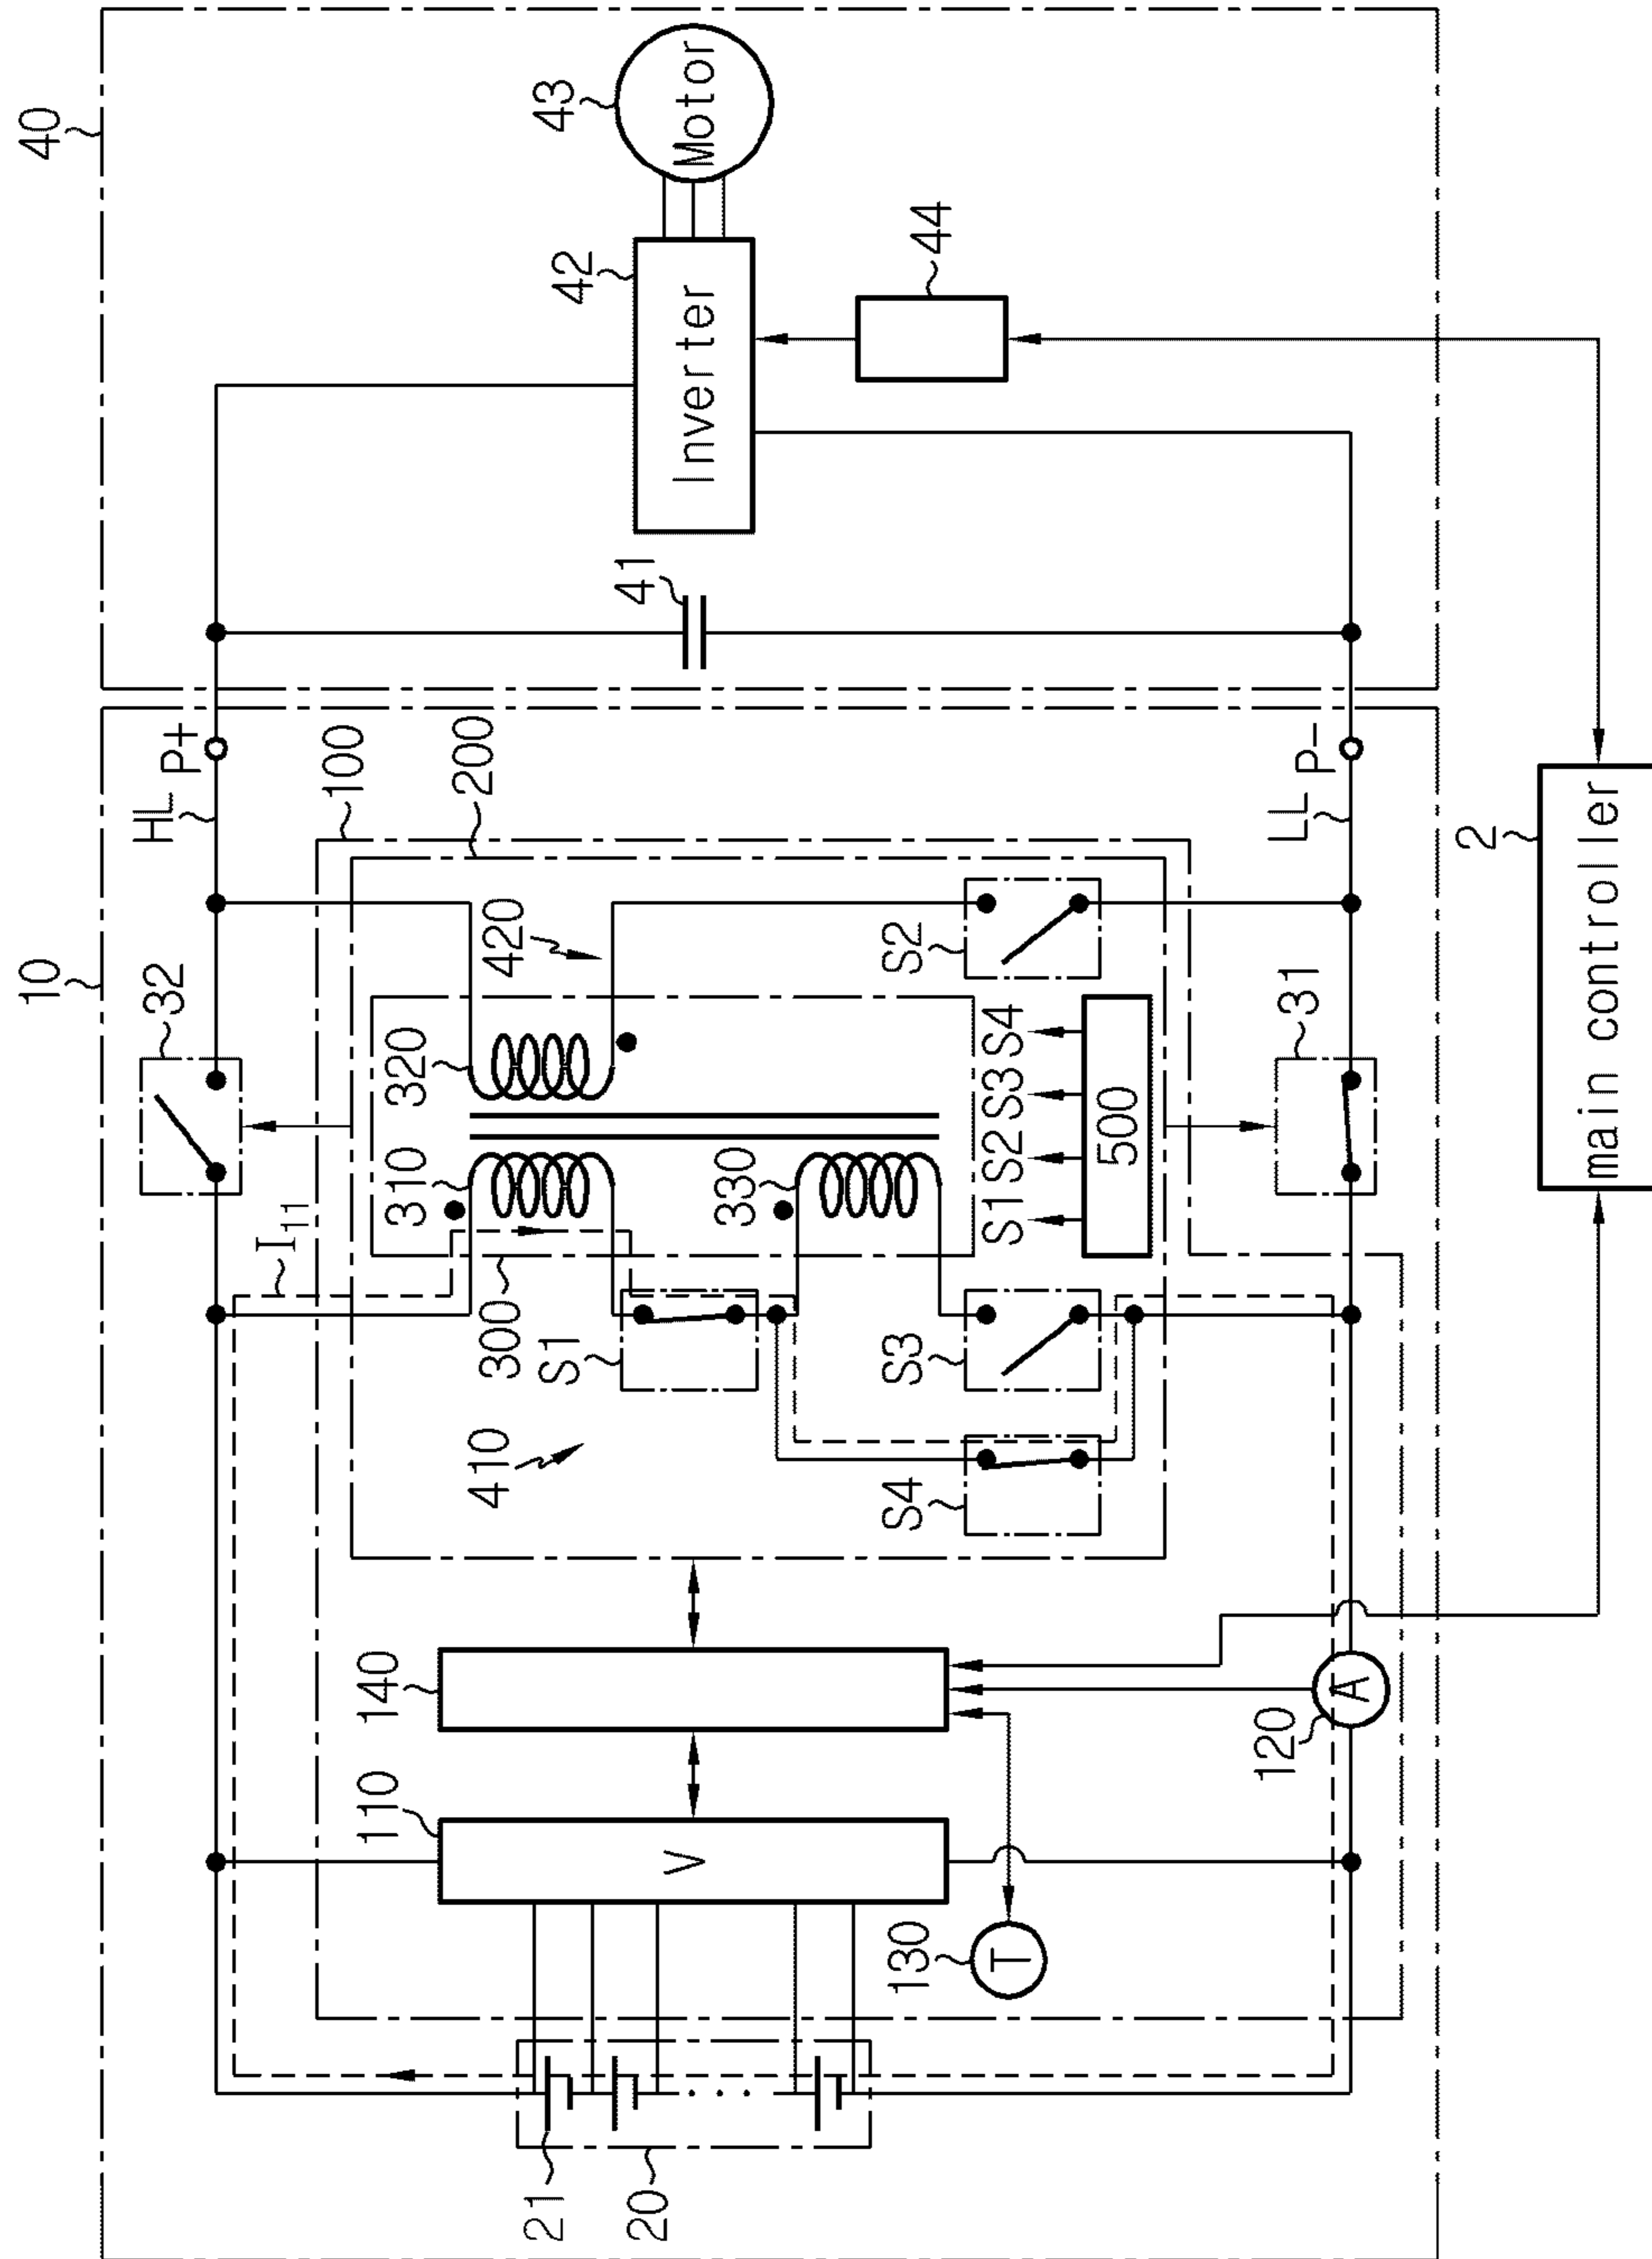 40
43
Motor
42
Inverter
44
41
10
HL
P+
100
200
32
420
S2
LL
P-
2
main controller
I11
310
320
330
S1
S2
S3
S4
500
31
300
S1
S3
410
S4
140
110
V
120
A
130
T
21
20